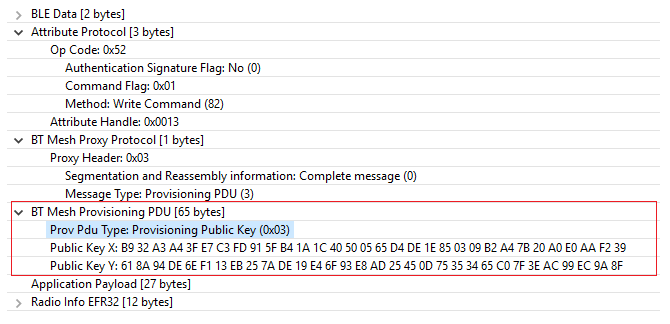 BLE Data [2 bytes]
Attribute Protocol [3 bytes]
Op Code: 0x52
Authentication Signature Flag: No (0)
Command Flag: 0x01
Method: Write Command (82)
Attribute Handle: 0x0013
BT Mesh Proxy Protocol [1 bytes]
Proxy Header: 0x03
Segmentation and Reassembly information: Complete message (0)
Message Type: Provisioning PDU (3)
BT Mesh Provisioning PDU [65 bytes]
Prov Pdu Type: Provisioning Public Key (0x03)
Public Key X: B9 32 A3 A4 3F E7 C3 FD 91 5F B4 1A 1C 40 50 05 65 D4 DE 1E 85 03 09 B2 A4 7B 20 A0 E0 AA F2 39
Public Key Y: 61 8A 94 DE 6E F1 13 EB 25 7A DE 19 E4 6F 93 E8 AD 25 45 0D 75 35 34 65 C0 7F 3E AC 99 EC 9A 8F
Application Payload [27 bytes]
Radio Info EFR32 [12 bytes]